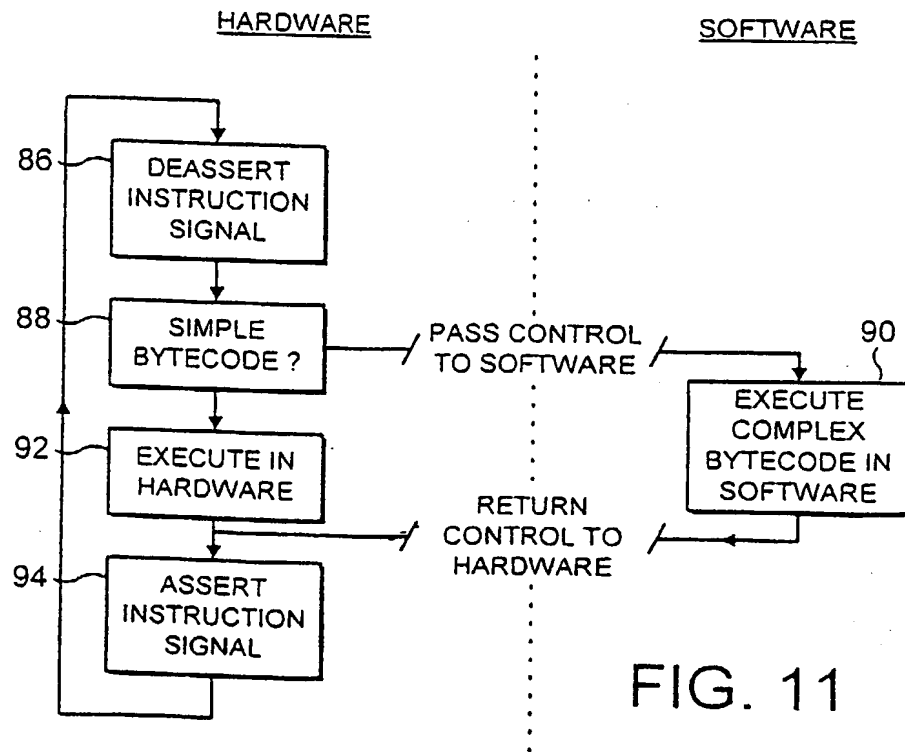 HARDWARE
SOFTWARE
86
DEASSERT
INSTRUCTION
SIGNAL
88
SIMPLE
BYTECODE ?
PASS CONTROL
TO SOFTWARE
90
EXECUTE
COMPLEX
BYTECODE IN
SOFTWARE
92
EXECUTE IN
HARDWARE
RETURN
CONTROL TO
HARDWARE
94
ASSERT
INSTRUCTION
SIGNAL
FIG. 11